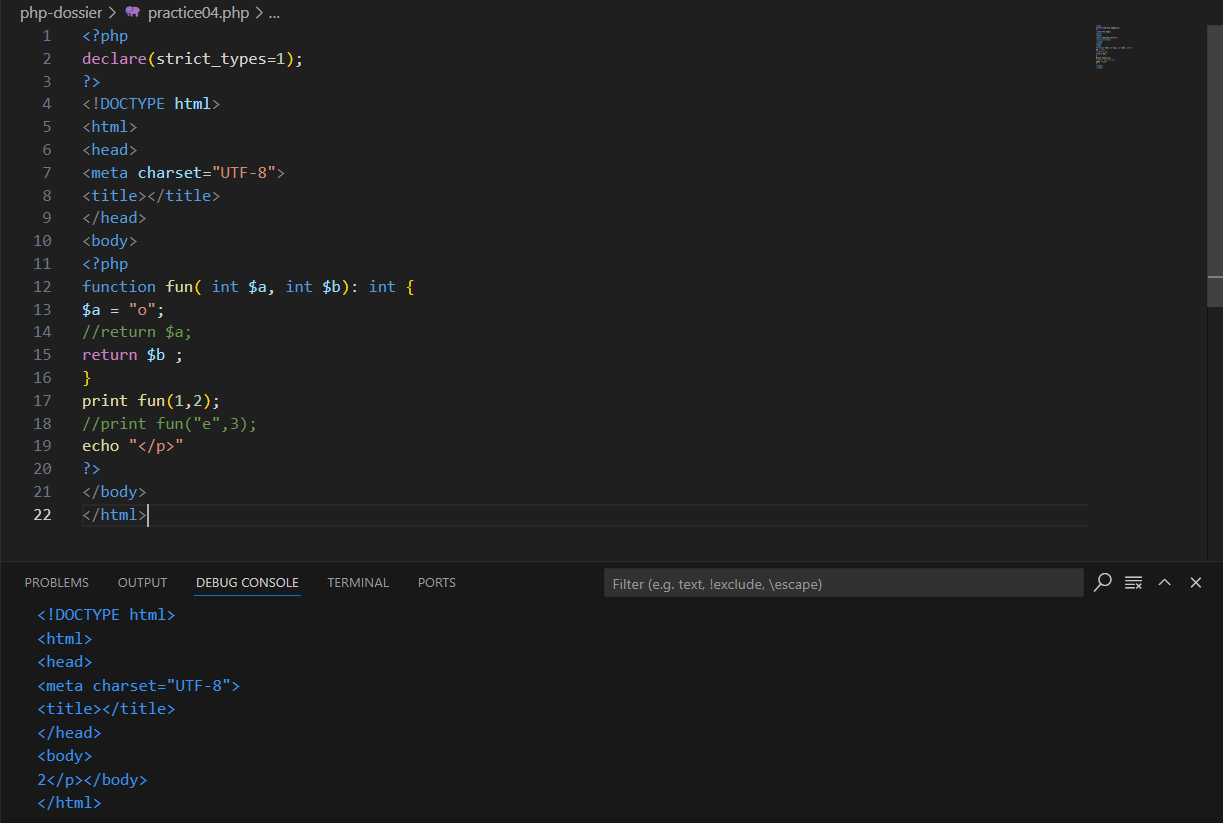 php-dossier > practice04.php > ...
1 <?php
2 declare(strict_types=1);
3 ?>
4 <!DOCTYPE html>
5 <html>
6 <head>
7 <meta charset="UTF-8">
8 <title></title>
9 </head>
10 <body>
11 <?php
12 function fun( int $a, int $b): int {
13 $a = "o";
14 //return $a;
15 return $b ;
16 }
17 print fun(1,2);
18 //print fun("e",3);
19 echo "</p>"
20 ?>
21 </body>
22 </html>
PROBLEMS OUTPUT DEBUG CONSOLE TERMINAL PORTS Filter (e.g. text, !exclude, \escape)
<!DOCTYPE html>
<html>
<head>
<meta charset="UTF-8">
<title></title>
</head>
<body>
2</p></body>
</html>